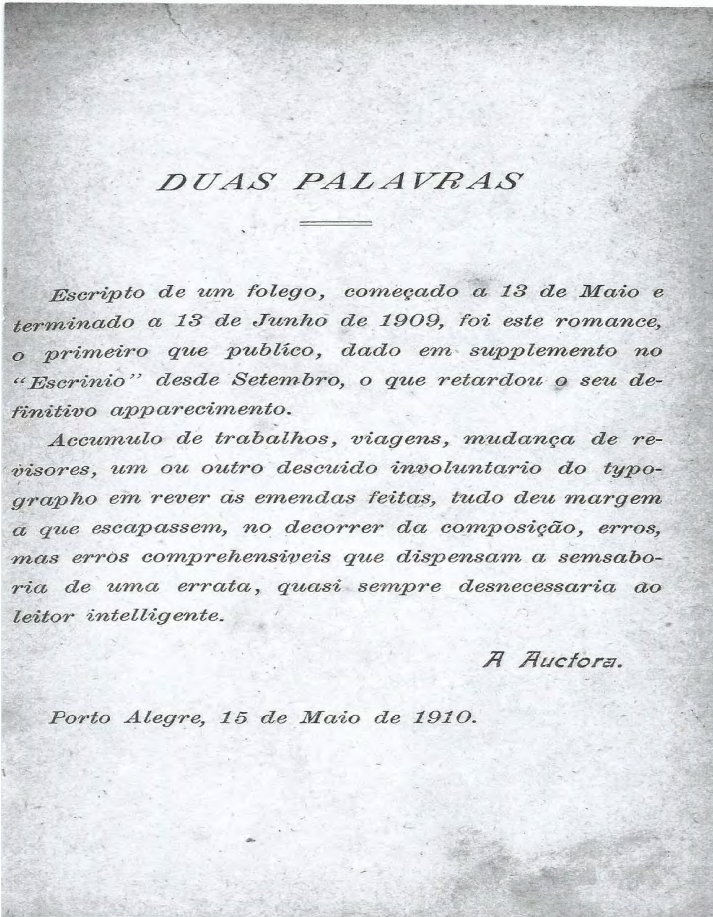 DUAS PALAVRAS
Escripto de um folego, começado a 13 de Maio e
terminado a 13 de Junho de 1909, foi este romance,
o primeiro que publíco, dado em supplemento no
“Escrinio” desde Setembro, o que retardou o seu de-
finitivo apparecimento.
Accumulo de trabalhos, viagens, mudança de re-
visores, um ou outro descuido involuntario do typo-
grapho em rever as emendas feitas, tudo deu margem
a que escapassem, no decorrer da composição, erros,
mas erros comprehensiveis que dispensam a semsabo-
ria de uma errata, quasi sempre desnecessaria ao
leitor intelligente.
A Auctora.
Porto Alegre, 15 de Maio de 1910.